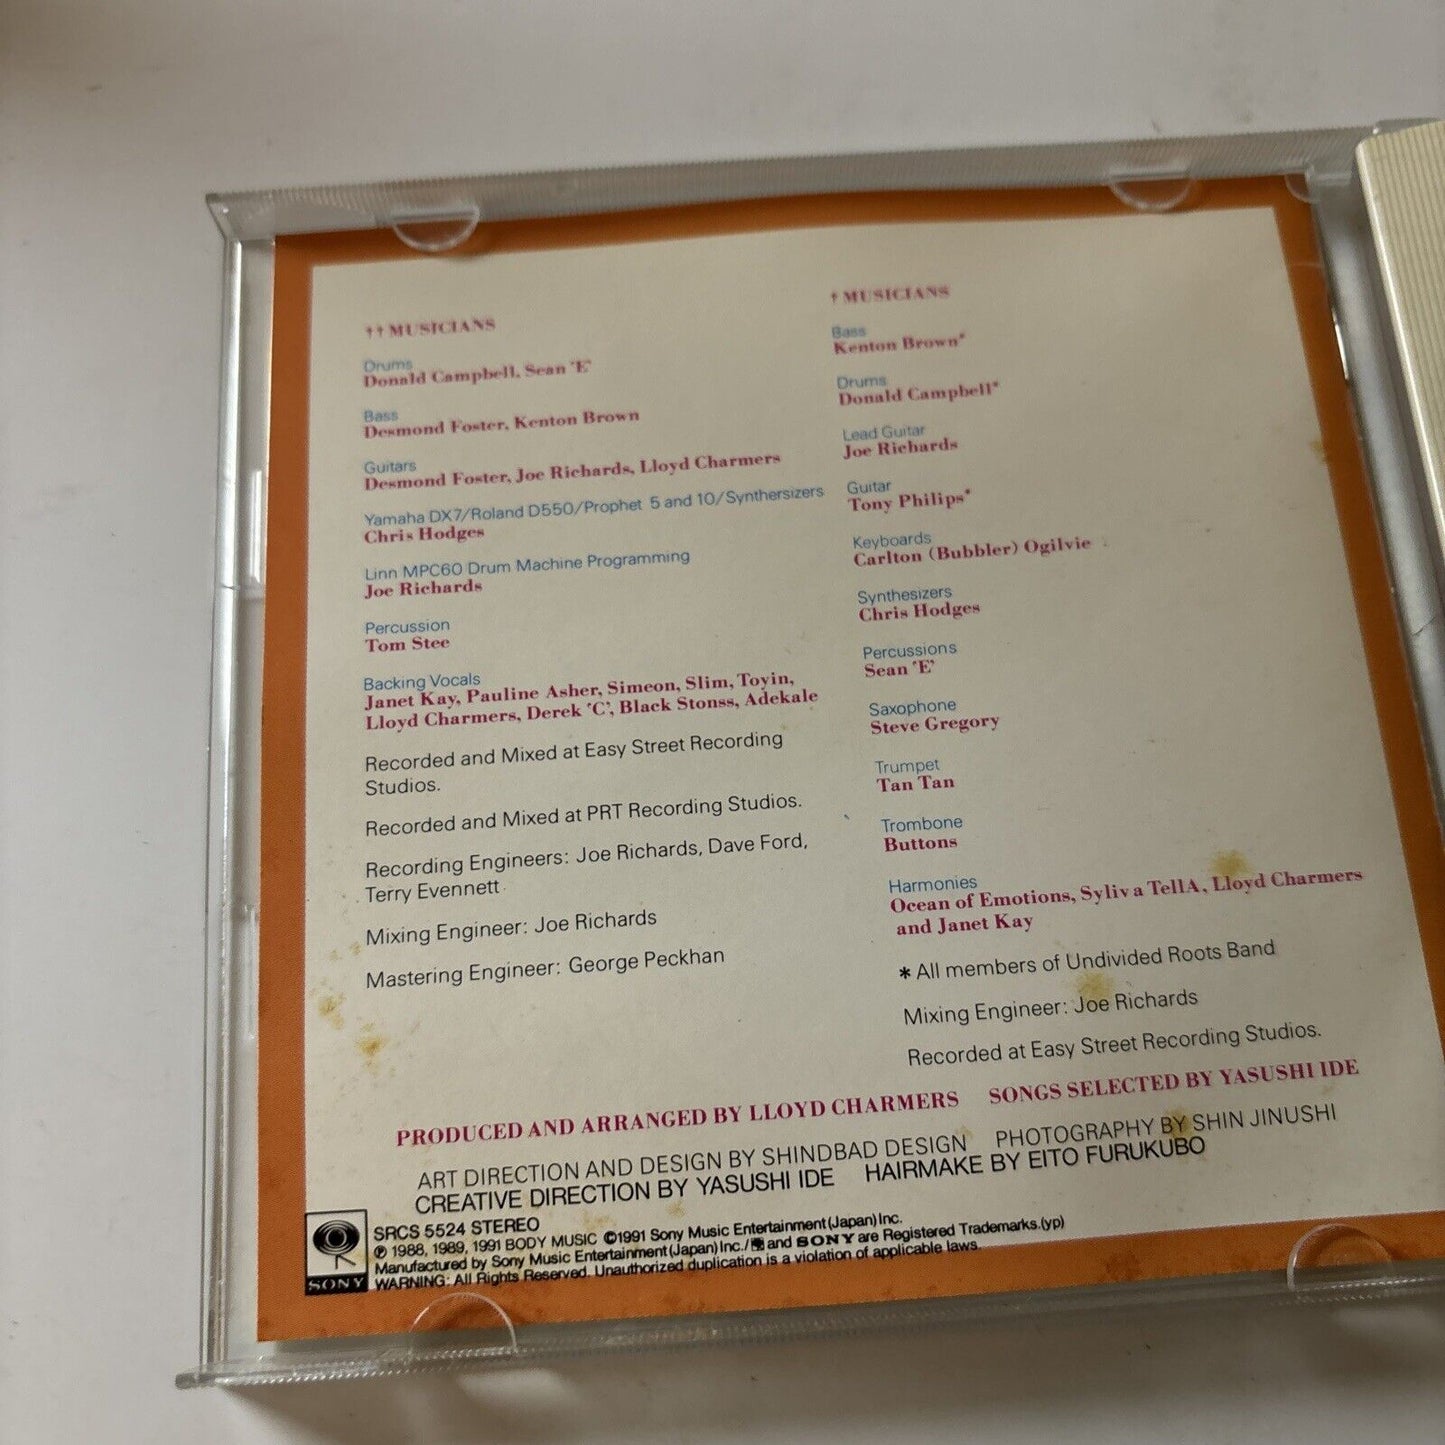 ††MUSICIANS
Drums
Donald Campbell, Sean 'E'
Bass
Desmond Foster, Kenton Brown
Guitars
Desmond Foster, Joe Richards, Lloyd Charmers
Yamaha DX7/Roland D550/Prophet 5 and 10/Synthersizers
Chris Hodges
Linn MPC60 Drum Machine Programming
Joe Richards
Percussion
Tom Stee
Backing Vocals
Janet Kay, Pauline Asher, Simeon, Slim, Toyin,
Lloyd Charmers, Derek 'C', Black Stonss, Adekale
Recorded and Mixed at Easy Street Recording
Studios.
Recorded and Mixed at PRT Recording Studios.
Recording Engineers: Joe Richards, Dave Ford,
Terry Evennett
Mixing Engineer: Joe Richards
Mastering Engineer: George Peckhan
†MUSICIANS
Bass
Kenton Brown*
Drums
Donald Campbell*
Lead Guitar
Joe Richards
Guitar
Tony Philips*
Keyboards
Carlton (Bubbler) Ogilvie
Synthesizers
Chris Hodges
Percussions
Sean 'E'
Saxophone
Steve Gregory
Trumpet
Tan Tan
Trombone
Buttons
Harmonies
Ocean of Emotions, Syliv a TellA, Lloyd Charmers
and Janet Kay
* All members of Undivided Roots Band
Mixing Engineer: Joe Richards
Recorded at Easy Street Recording Studios.
PRODUCED AND ARRANGED BY LLOYD CHARMERS SONGS SELECTED BY YASUSHI IDE
ART DIRECTION AND DESIGN BY SHINDBAD DESIGN PHOTOGRAPHY BY SHIN JINUSHI
CREATIVE DIRECTION BY YASUSHI IDE HAIRMAKE BY EITO FURUKUBO
SONY
SRCS 5524 STEREO
℗ 1988, 1989, 1991 BODY MUSIC ©1991 Sony Music Entertainment (Japan) Inc.
Manufactured by Sony Music Entertainment (Japan) Inc./ and SONY are Registered Trademarks.(yp)
WARNING: All Rights Reserved. Unauthorized duplication is a violation of applicable laws.